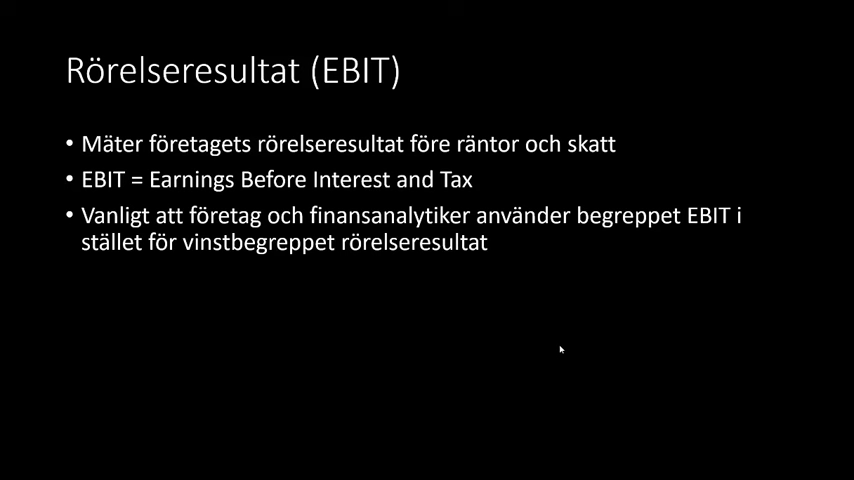 Rörelseresultat (EBIT)
• Mäter företagets rörelseresultat före räntor och skatt
• EBIT = Earnings Before Interest and Tax
• Vanligt att företag och finansanalytiker använder begreppet EBIT i
stället för vinstbegreppet rörelseresultat